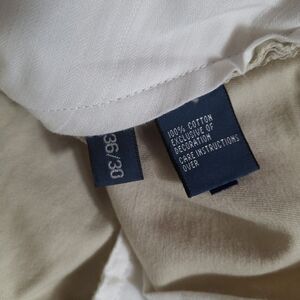 36/30
100% COTTON
EXCLUSIVE OF
DECORATION
CARE INSTRUCTIONS
OVER